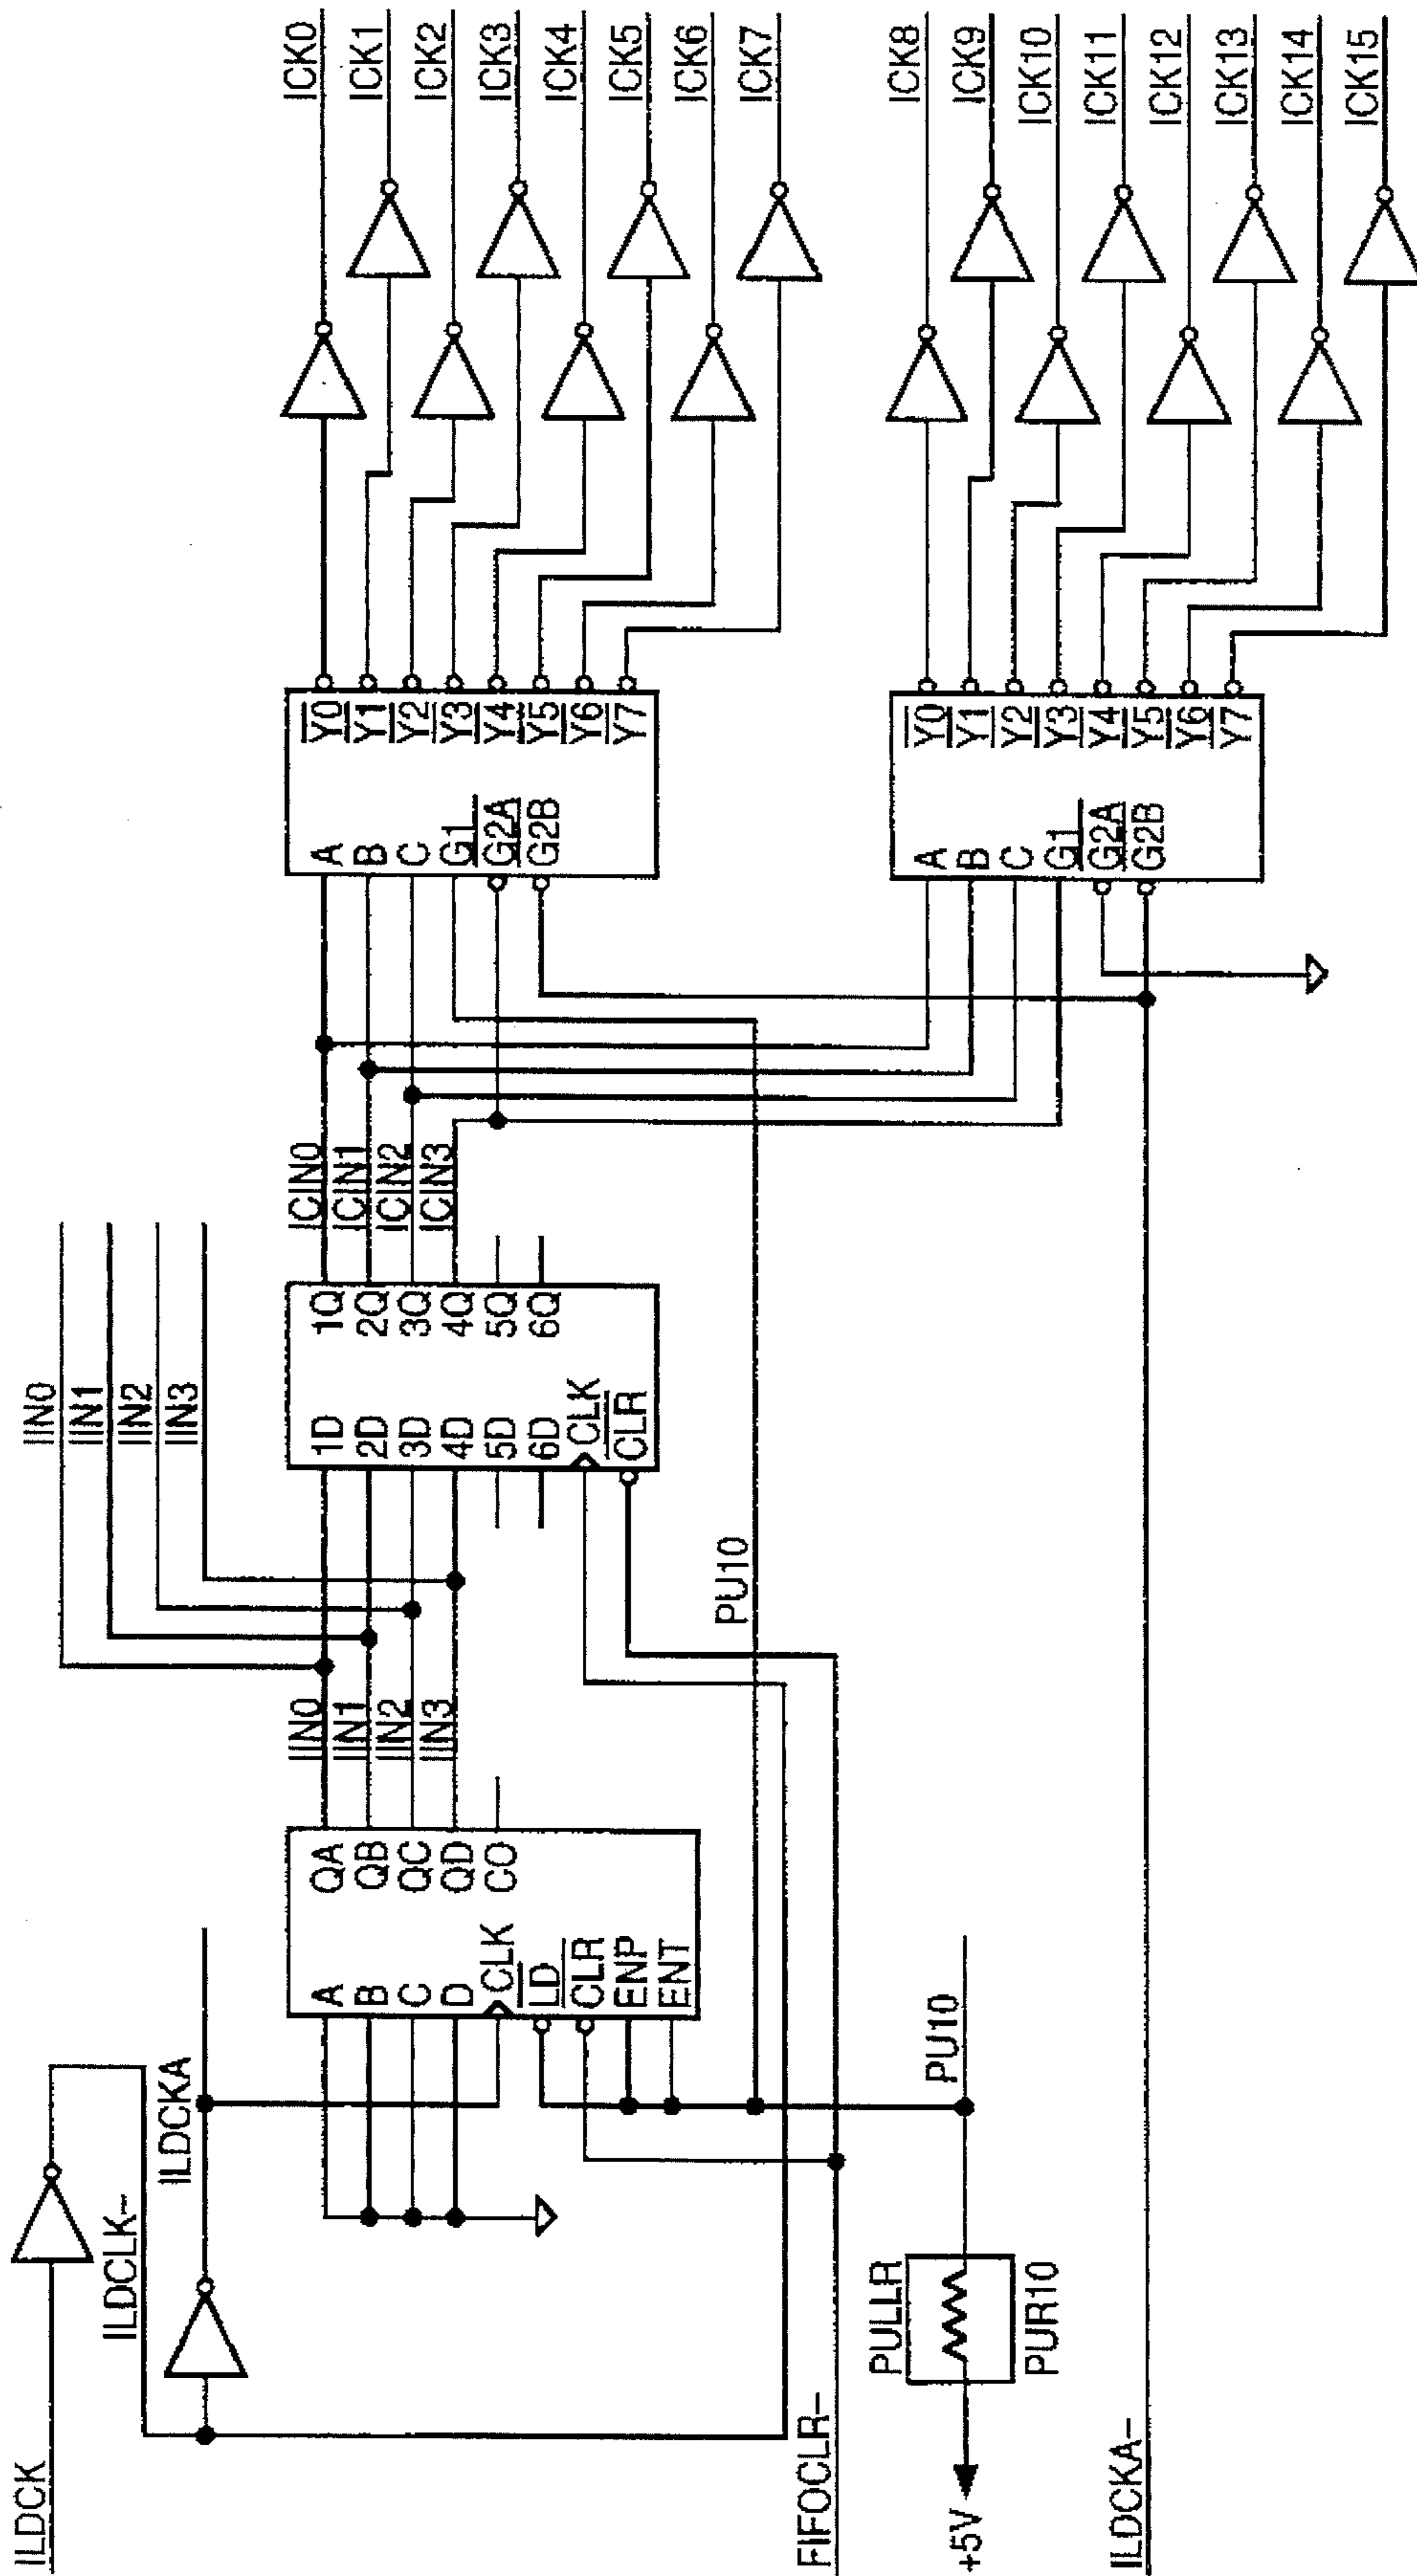 ILDCK
ILDCLK-
ILDCKA
IIN0
IIN1
IIN2
IIN3
A
B
C
D
CLK
LD
CLR
ENP
ENT
QA
QB
QC
QD
CO
IIN0
IIN1
IIN2
IIN3
1D
2D
3D
4D
5D
6D
CLK
CLR
1Q
2Q
3Q
4Q
5Q
6Q
ICIN0
ICIN1
ICIN2
ICIN3
A
B
C
G1
G2A
G2B
Y0
Y1
Y2
Y3
Y4
Y5
Y6
Y7
ICK0
ICK1
ICK2
ICK3
ICK4
ICK5
ICK6
ICK7
PU10
FIFOCLR-
PULLR
+5V
PUR10
PU10
ILDCKA-
A
B
C
G1
G2A
G2B
Y0
Y1
Y2
Y3
Y4
Y5
Y6
Y7
ICK8
ICK9
ICK10
ICK11
ICK12
ICK13
ICK14
ICK15